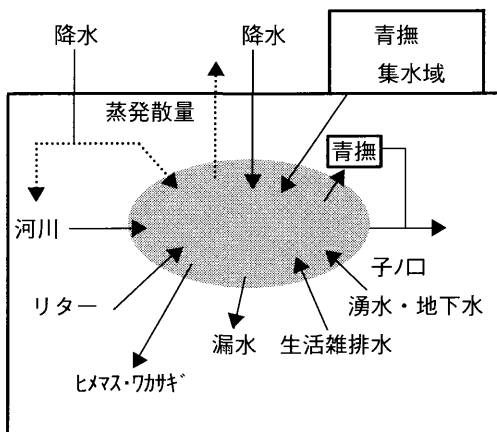 降水
降水
青撫
集水域
蒸発散量
青撫
河川
子ノ口
リター
湧水・地下水
漏水
生活雑排水
ﾋﾒﾏｽ・ﾜｶｻｷﾞ